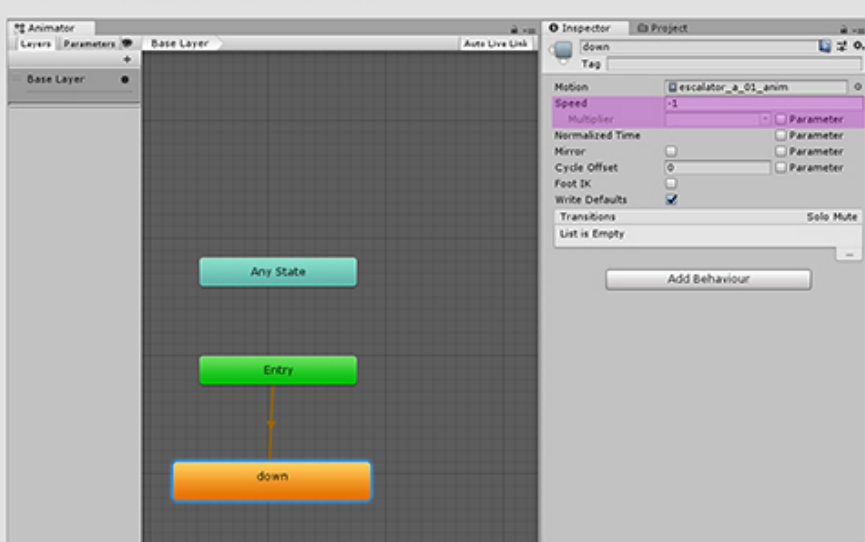 Animator
Layers Parameters
Base Layer
Auto Live Link
Base Layer
Any State
Entry
down
Inspector Project
down
Tag
Motion escalator_a_01_anim
Speed -1
Multiplier Parameter
Normalized Time Parameter
Mirror Parameter
Cycle Offset 0 Parameter
Foot IK
Write Defaults
Transitions Solo Mute
List is Empty
Add Behaviour